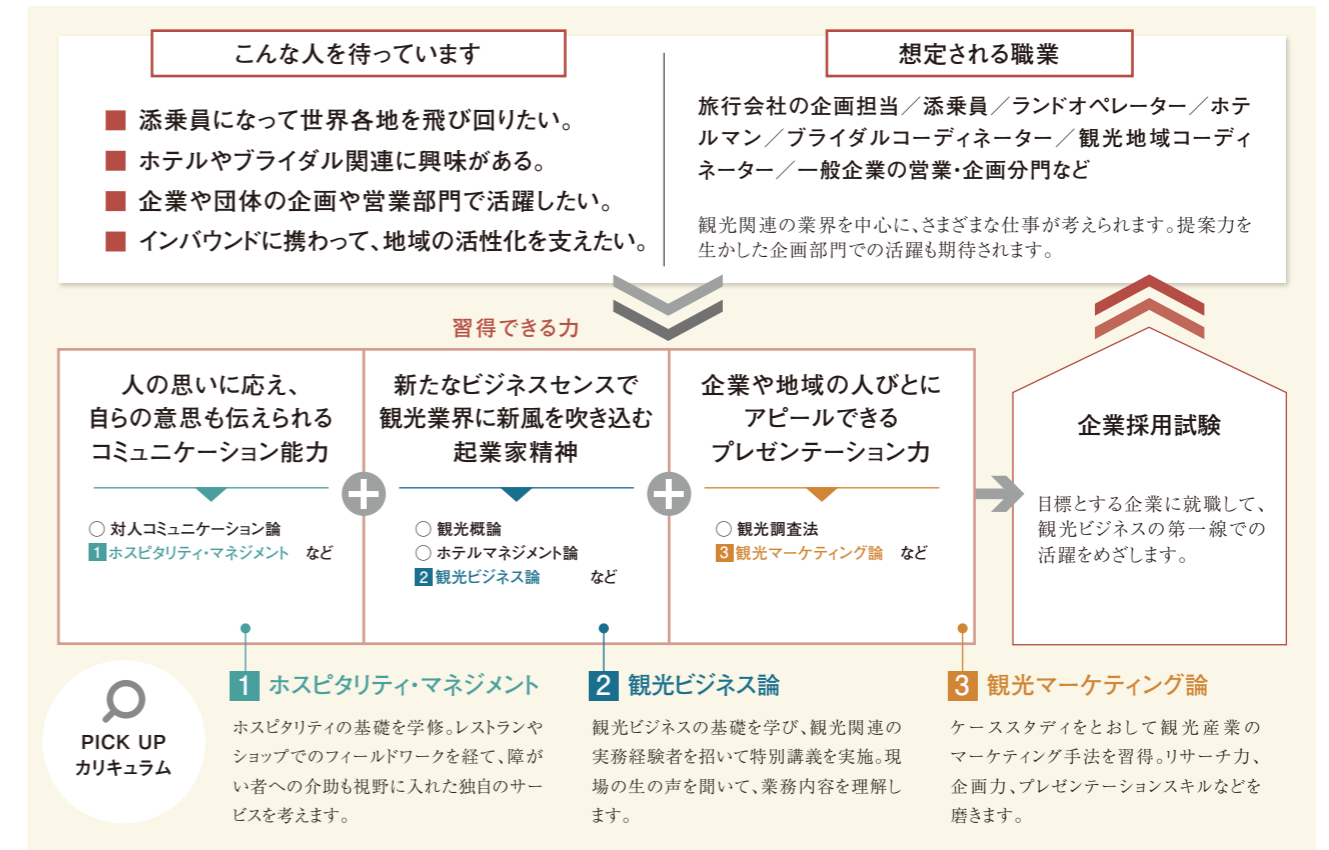 こんな人を待っています
■ 添乗員になって世界各地を飛び回りたい。
■ ホテルやブライダル関連に興味がある。
■ 企業や団体の企画や営業部門で活躍したい。
■ インバウンドに携わって、地域の活性化を支えたい。
想定される職業
旅行会社の企画担当／添乗員／ランドオペレーター／ホテ
ルマン／ブライダルコーディネーター／観光地域コーディ
ネーター／一般企業の営業・企画分門など
観光関連の業界を中心に、さまざまな仕事が考えられます。提案力を
生かした企画部門での活躍も期待されます。
習得できる力
人の思いに応え、
自らの意思も伝えられる
コミュニケーション能力
○ 対人コミュニケーション論
1 ホスピタリティ・マネジメント など
新たなビジネスセンスで
観光業界に新風を吹き込む
起業家精神
○ 観光概論
○ ホテルマネジメント論
2 観光ビジネス論 など
企業や地域の人びとに
アピールできる
プレゼンテーション力
○ 観光調査法
3 観光マーケティング論 など
企業採用試験
目標とする企業に就職して、
観光ビジネスの第一線での
活躍をめざします。
PICK UP
カリキュラム
1 ホスピタリティ・マネジメント
ホスピタリティの基礎を学修。レストランや
ショップでのフィールドワークを経て、障が
い者への介助も視野に入れた独自のサー
ビスを考えます。
2 観光ビジネス論
観光ビジネスの基礎を学び、観光関連の
実務経験者を招いて特別講義を実施。現
場の生の声を聞いて、業務内容を理解し
ます。
3 観光マーケティング論
ケーススタディをとおして観光産業の
マーケティング手法を習得。リサーチ力、
企画力、プレゼンテーションスキルなどを
磨きます。